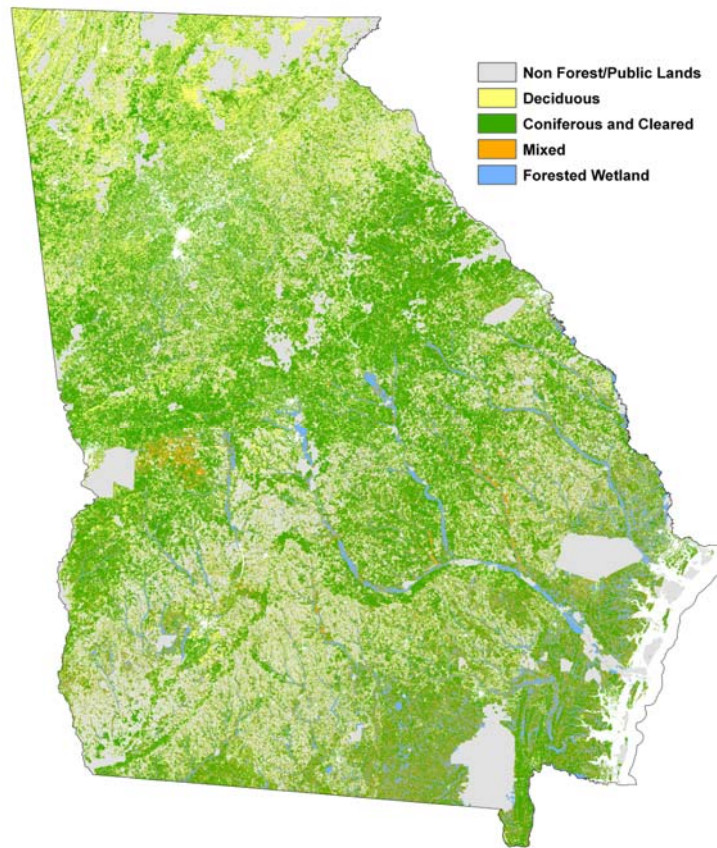 Non Forest/Public Lands
Deciduous
Coniferous and Cleared
Mixed
Forested Wetland